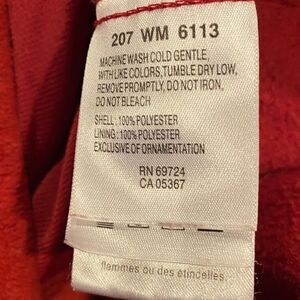 207 WM 6113
MACHINE WASH COLD GENTLE,
WITH LIKE COLORS, TUMBLE DRY LOW,
REMOVE PROMPTLY, DO NOT IRON,
DO NOT BLEACH
SHELL : 100% POLYESTER
LINING : 100% POLYESTER
EXCLUSIVE OF ORNAMENTATION
RN 69724
CA 05367
flammes ou des étincelles.